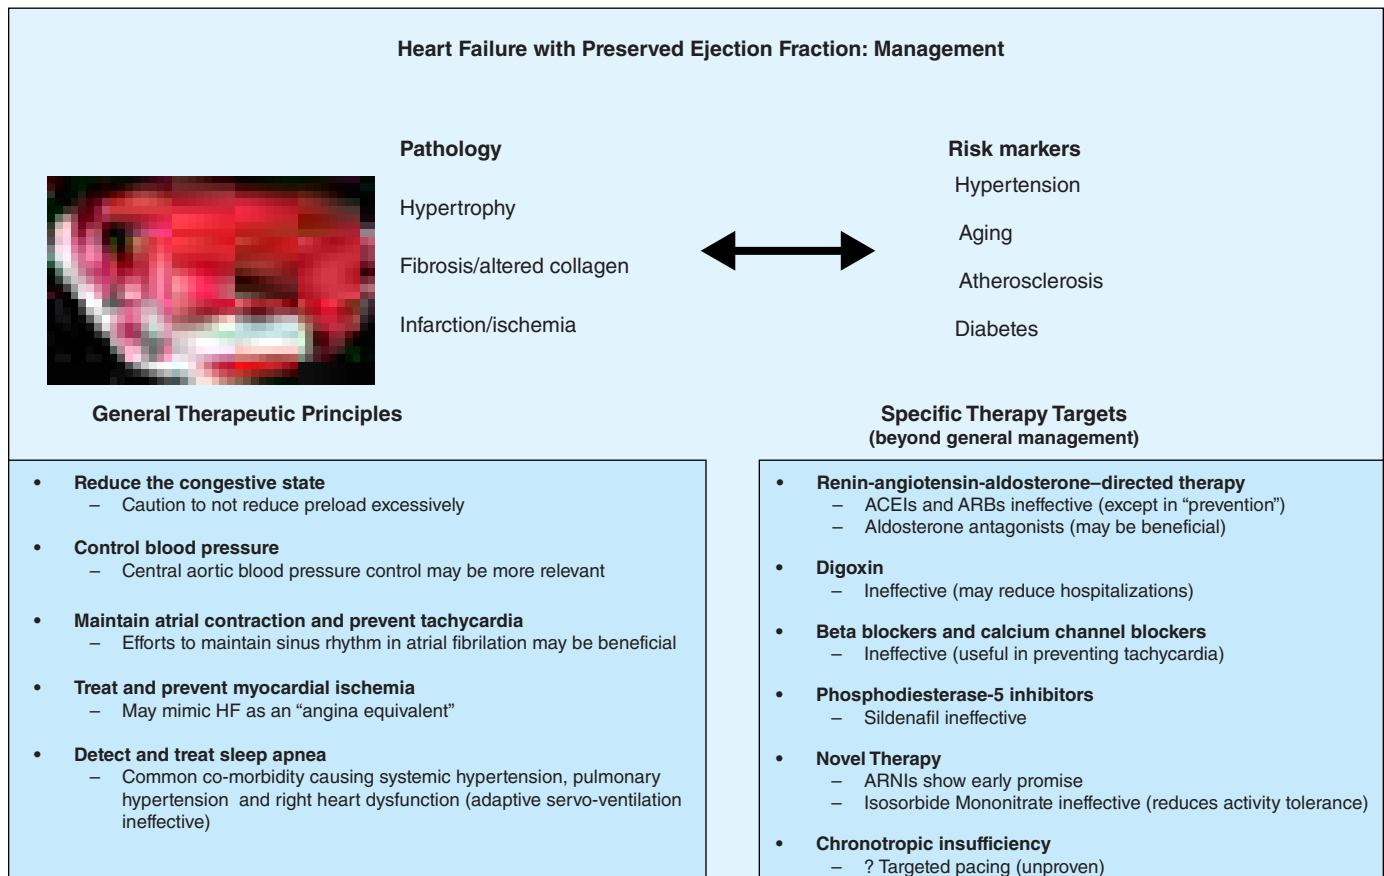 Heart Failure with Preserved Ejection Fraction: Management
Pathology
Hypertrophy
Fibrosis/altered collagen
Infarction/ischemia
Risk markers
Hypertension
Aging
Atherosclerosis
Diabetes
General Therapeutic Principles
• Reduce the congestive state
– Caution to not reduce preload excessively
• Control blood pressure
– Central aortic blood pressure control may be more relevant
• Maintain atrial contraction and prevent tachycardia
– Efforts to maintain sinus rhythm in atrial fibrilation may be beneficial
• Treat and prevent myocardial ischemia
– May mimic HF as an “angina equivalent”
• Detect and treat sleep apnea
– Common co-morbidity causing systemic hypertension, pulmonary
hypertension and right heart dysfunction (adaptive servo-ventilation
ineffective)
Specific Therapy Targets
(beyond general management)
• Renin-angiotensin-aldosterone–directed therapy
– ACEIs and ARBs ineffective (except in “prevention”)
– Aldosterone antagonists (may be beneficial)
• Digoxin
– Ineffective (may reduce hospitalizations)
• Beta blockers and calcium channel blockers
– Ineffective (useful in preventing tachycardia)
• Phosphodiesterase-5 inhibitors
– Sildenafil ineffective
• Novel Therapy
– ARNIs show early promise
– Isosorbide Mononitrate ineffective (reduces activity tolerance)
• Chronotropic insufficiency
– ? Targeted pacing (unproven)